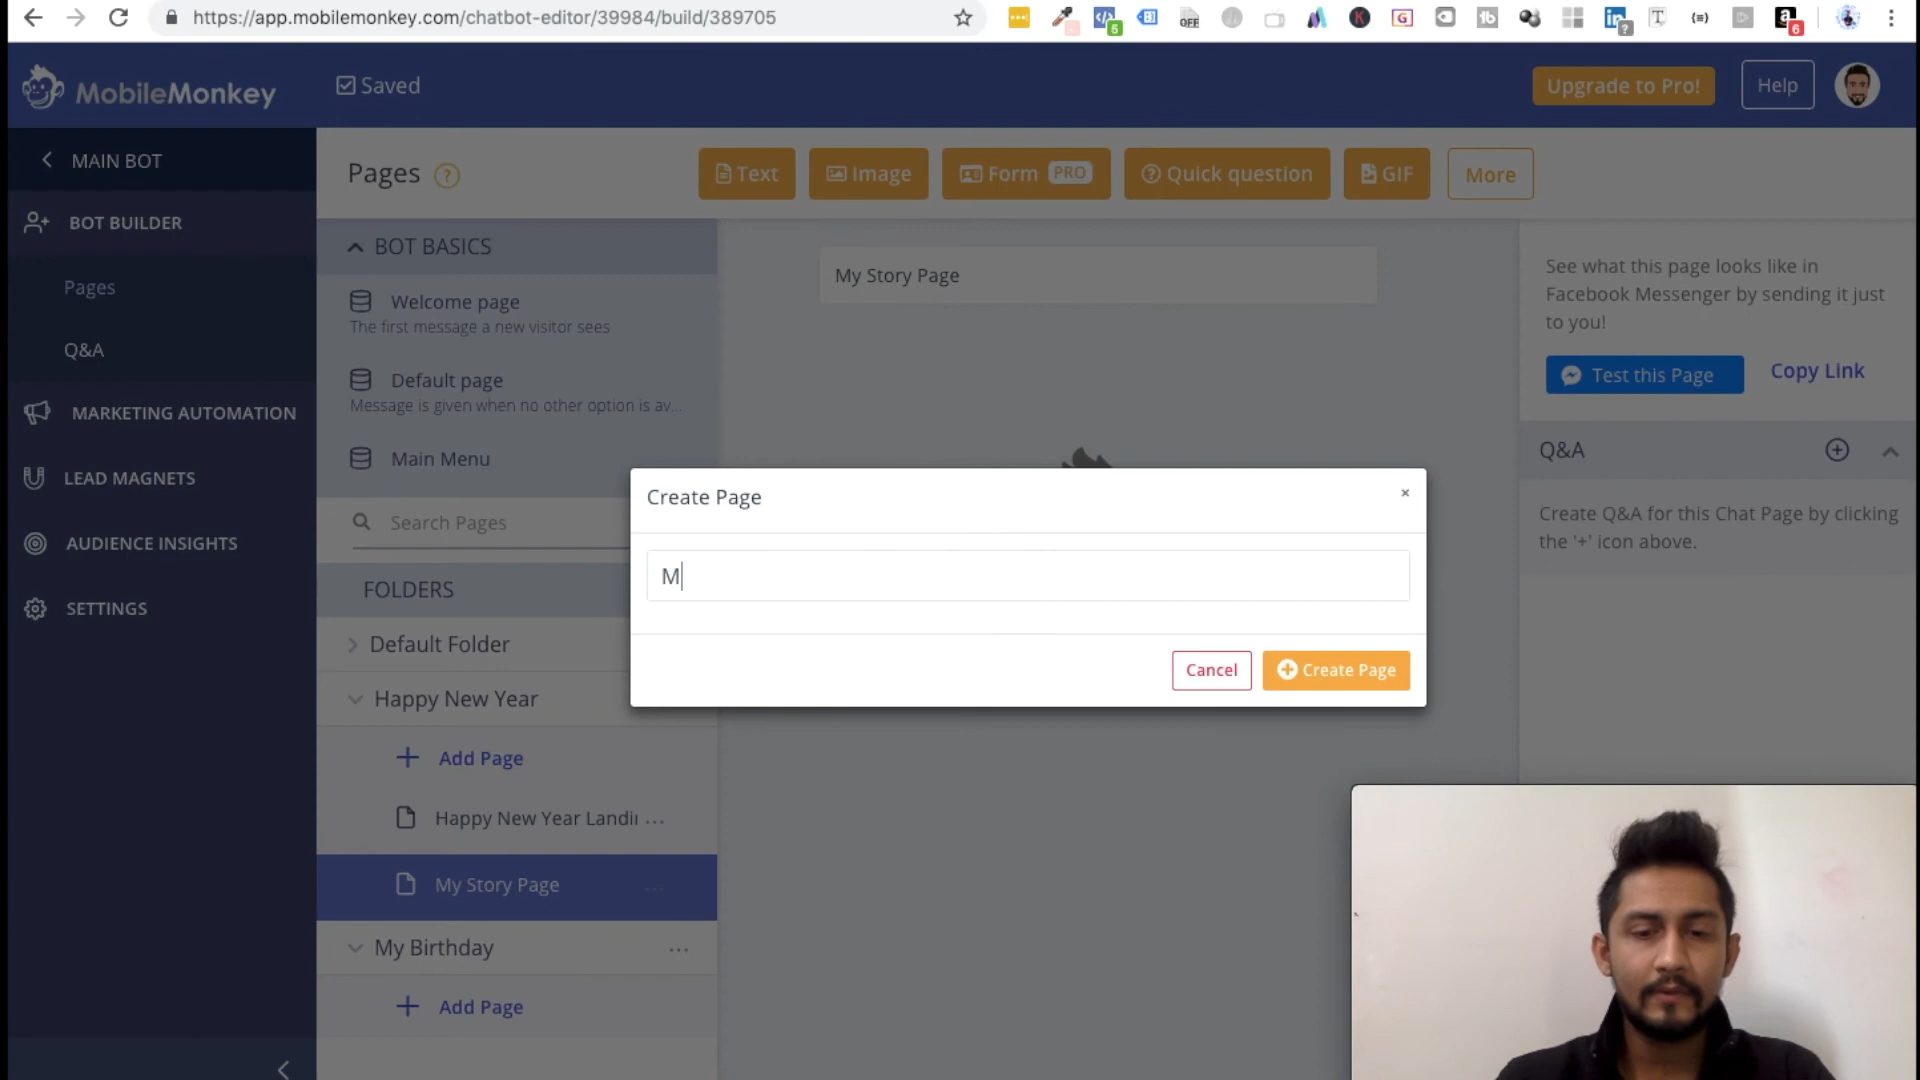 https://app.mobilemonkey.com/chatbot-editor/39984/build/389705
OFF
5
6
MobileMonkey
Saved
Upgrade to Pro!
Help
MAIN BOT
BOT BUILDER
Pages
Q&A
MARKETING AUTOMATION
LEAD MAGNETS
AUDIENCE INSIGHTS
SETTINGS
Pages ?
Text
Image
Form PRO
Quick question
GIF
More
BOT BASICS
Welcome page
The first message a new visitor sees
Default page
Message is given when no other option is av...
Main Menu
Search Pages
FOLDERS
Default Folder
Happy New Year
+ Add Page
Happy New Year Landi ...
My Story Page ...
My Birthday ...
+ Add Page
My Story Page
Create Page
×
M
Cancel
Create Page
See what this page looks like in
Facebook Messenger by sending it just
to you!
Test this Page
Copy Link
Q&A
Create Q&A for this Chat Page by clicking
the '+' icon above.